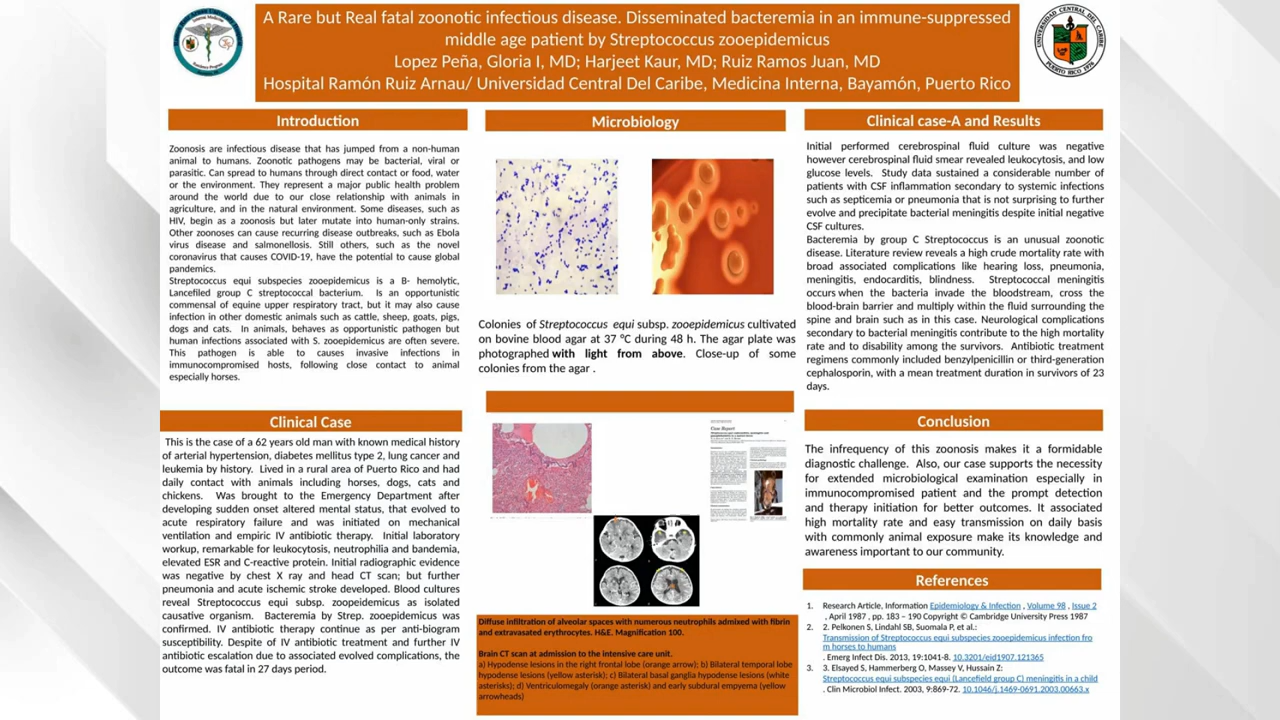 A Rare but Real fatal zoonotic infectious disease. Disseminated bacteremia in an immune-suppressed
middle age patient by Streptococcus zooepidemicus
Lopez Peña, Gloria I, MD; Harjeet Kaur, MD; Ruiz Ramos Juan, MD
Hospital Ramón Ruiz Arnau/ Universidad Central Del Caribe, Medicina Interna, Bayamón, Puerto Rico
UNIVERSIDAD CENTRAL DEL CARIBE
PUERTO RICO 1976
Introduction
Zoonosis are infectious disease that has jumped from a non-human
animal to humans. Zoonotic pathogens may be bacterial, viral or
parasitic. Can spread to humans through direct contact or food, water
or the environment. They represent a major public health problem
around the world due to our close relationship with animals in
agriculture, and in the natural environment. Some diseases, such as
HIV, begin as a zoonosis but later mutate into human-only strains.
Other zoonoses can cause recurring disease outbreaks, such as Ebola
virus disease and salmonellosis. Still others, such as the novel
coronavirus that causes COVID-19, have the potential to cause global
pandemics.
Streptococcus equi subspecies zooepidemicus is a B- hemolytic,
Lancefiled group C streptococcal bacterium. Is an opportunistic
commensal of equine upper respiratory tract, but it may also cause
infection in other domestic animals such as cattle, sheep, goats, pigs,
dogs and cats. In animals, behaves as opportunistic pathogen but
human infections associated with S. zooepidemicus are often severe.
This pathogen is able to causes invasive infections in
immunocompromised hosts, following close contact to animal
especially horses.
Clinical Case
This is the case of a 62 years old man with known medical history
of arterial hypertension, diabetes mellitus type 2, lung cancer and
leukemia by history. Lived in a rural area of Puerto Rico and had
daily contact with animals including horses, dogs, cats and
chickens. Was brought to the Emergency Department after
developing sudden onset altered mental status, that evolved to
acute respiratory failure and was initiated on mechanical
ventilation and empiric IV antibiotic therapy. Initial laboratory
workup, remarkable for leukocytosis, neutrophilia and bandemia,
elevated ESR and C-reactive protein. Initial radiographic evidence
was negative by chest X ray and head CT scan; but further
pneumonia and acute ischemic stroke developed. Blood cultures
reveal Streptococcus equi subsp. zoopeidemicus as isolated
causative organism. Bacteremia by Strep. zooepidemicus was
confirmed. IV antibiotic therapy continue as per anti-biogram
susceptibility. Despite of IV antibiotic treatment and further IV
antibiotic escalation due to associated evolved complications, the
outcome was fatal in 27 days period.
Microbiology
Colonies of Streptococcus equi subsp. zooepidemicus cultivated
on bovine blood agar at 37 °C during 48 h. The agar plate was
photographed with light from above. Close-up of some
colonies from the agar .
Case Report
Diffuse infiltration of alveolar spaces with numerous neutrophils admixed with fibrin
and extravasated erythrocytes. H&E. Magnification 100.
Brain CT scan at admission to the intensive care unit.
a) Hypodense lesions in the right frontal lobe (orange arrow); b) Bilateral temporal lobe
hypodense lesions (yellow asterisk); c) Bilateral basal ganglia hypodense lesions (white
asterisks); d) Ventriculomegaly (orange asterisk) and early subdural empyema (yellow
arrowheads)
Clinical case-A and Results
Initial performed cerebrospinal fluid culture was negative
however cerebrospinal fluid smear revealed leukocytosis, and low
glucose levels. Study data sustained a considerable number of
patients with CSF inflammation secondary to systemic infections
such as septicemia or pneumonia that is not surprising to further
evolve and precipitate bacterial meningitis despite initial negative
CSF cultures.
Bacteremia by group C Streptococcus is an unusual zoonotic
disease. Literature review reveals a high crude mortality rate with
broad associated complications like hearing loss, pneumonia,
meningitis, endocarditis, blindness. Streptococcal meningitis
occurs when the bacteria invade the bloodstream, cross the
blood-brain barrier and multiply within the fluid surrounding the
spine and brain such as in this case. Neurological complications
secondary to bacterial meningitis contribute to the high mortality
rate and to disability among the survivors. Antibiotic treatment
regimens commonly included benzylpenicillin or third-generation
cephalosporin, with a mean treatment duration in survivors of 23
days.
Conclusion
The infrequency of this zoonosis makes it a formidable
diagnostic challenge. Also, our case supports the necessity
for extended microbiological examination especially in
immunocompromised patient and the prompt detection
and therapy initiation for better outcomes. It associated
high mortality rate and easy transmission on daily basis
with commonly animal exposure make its knowledge and
awareness important to our community.
References
1. Research Article, Information Epidemiology & Infection , Volume 98 , Issue 2
, April 1987 , pp. 183 – 190 Copyright © Cambridge University Press 1987
2. 2. Pelkonen S, Lindahl SB, Suomala P, et al.:
Transmission of Streptococcus equi subspecies zooepidemicus infection fro
m horses to humans
. Emerg Infect Dis. 2013, 19:1041-8. 10.3201/eid1907.121365
3. 3. Elsayed S, Hammerberg O, Massey V, Hussain Z:
Streptococcus equi subspecies equi (Lancefield group C) meningitis in a child
. Clin Microbiol Infect. 2003, 9:869-72. 10.1046/j.1469-0691.2003.00663.x